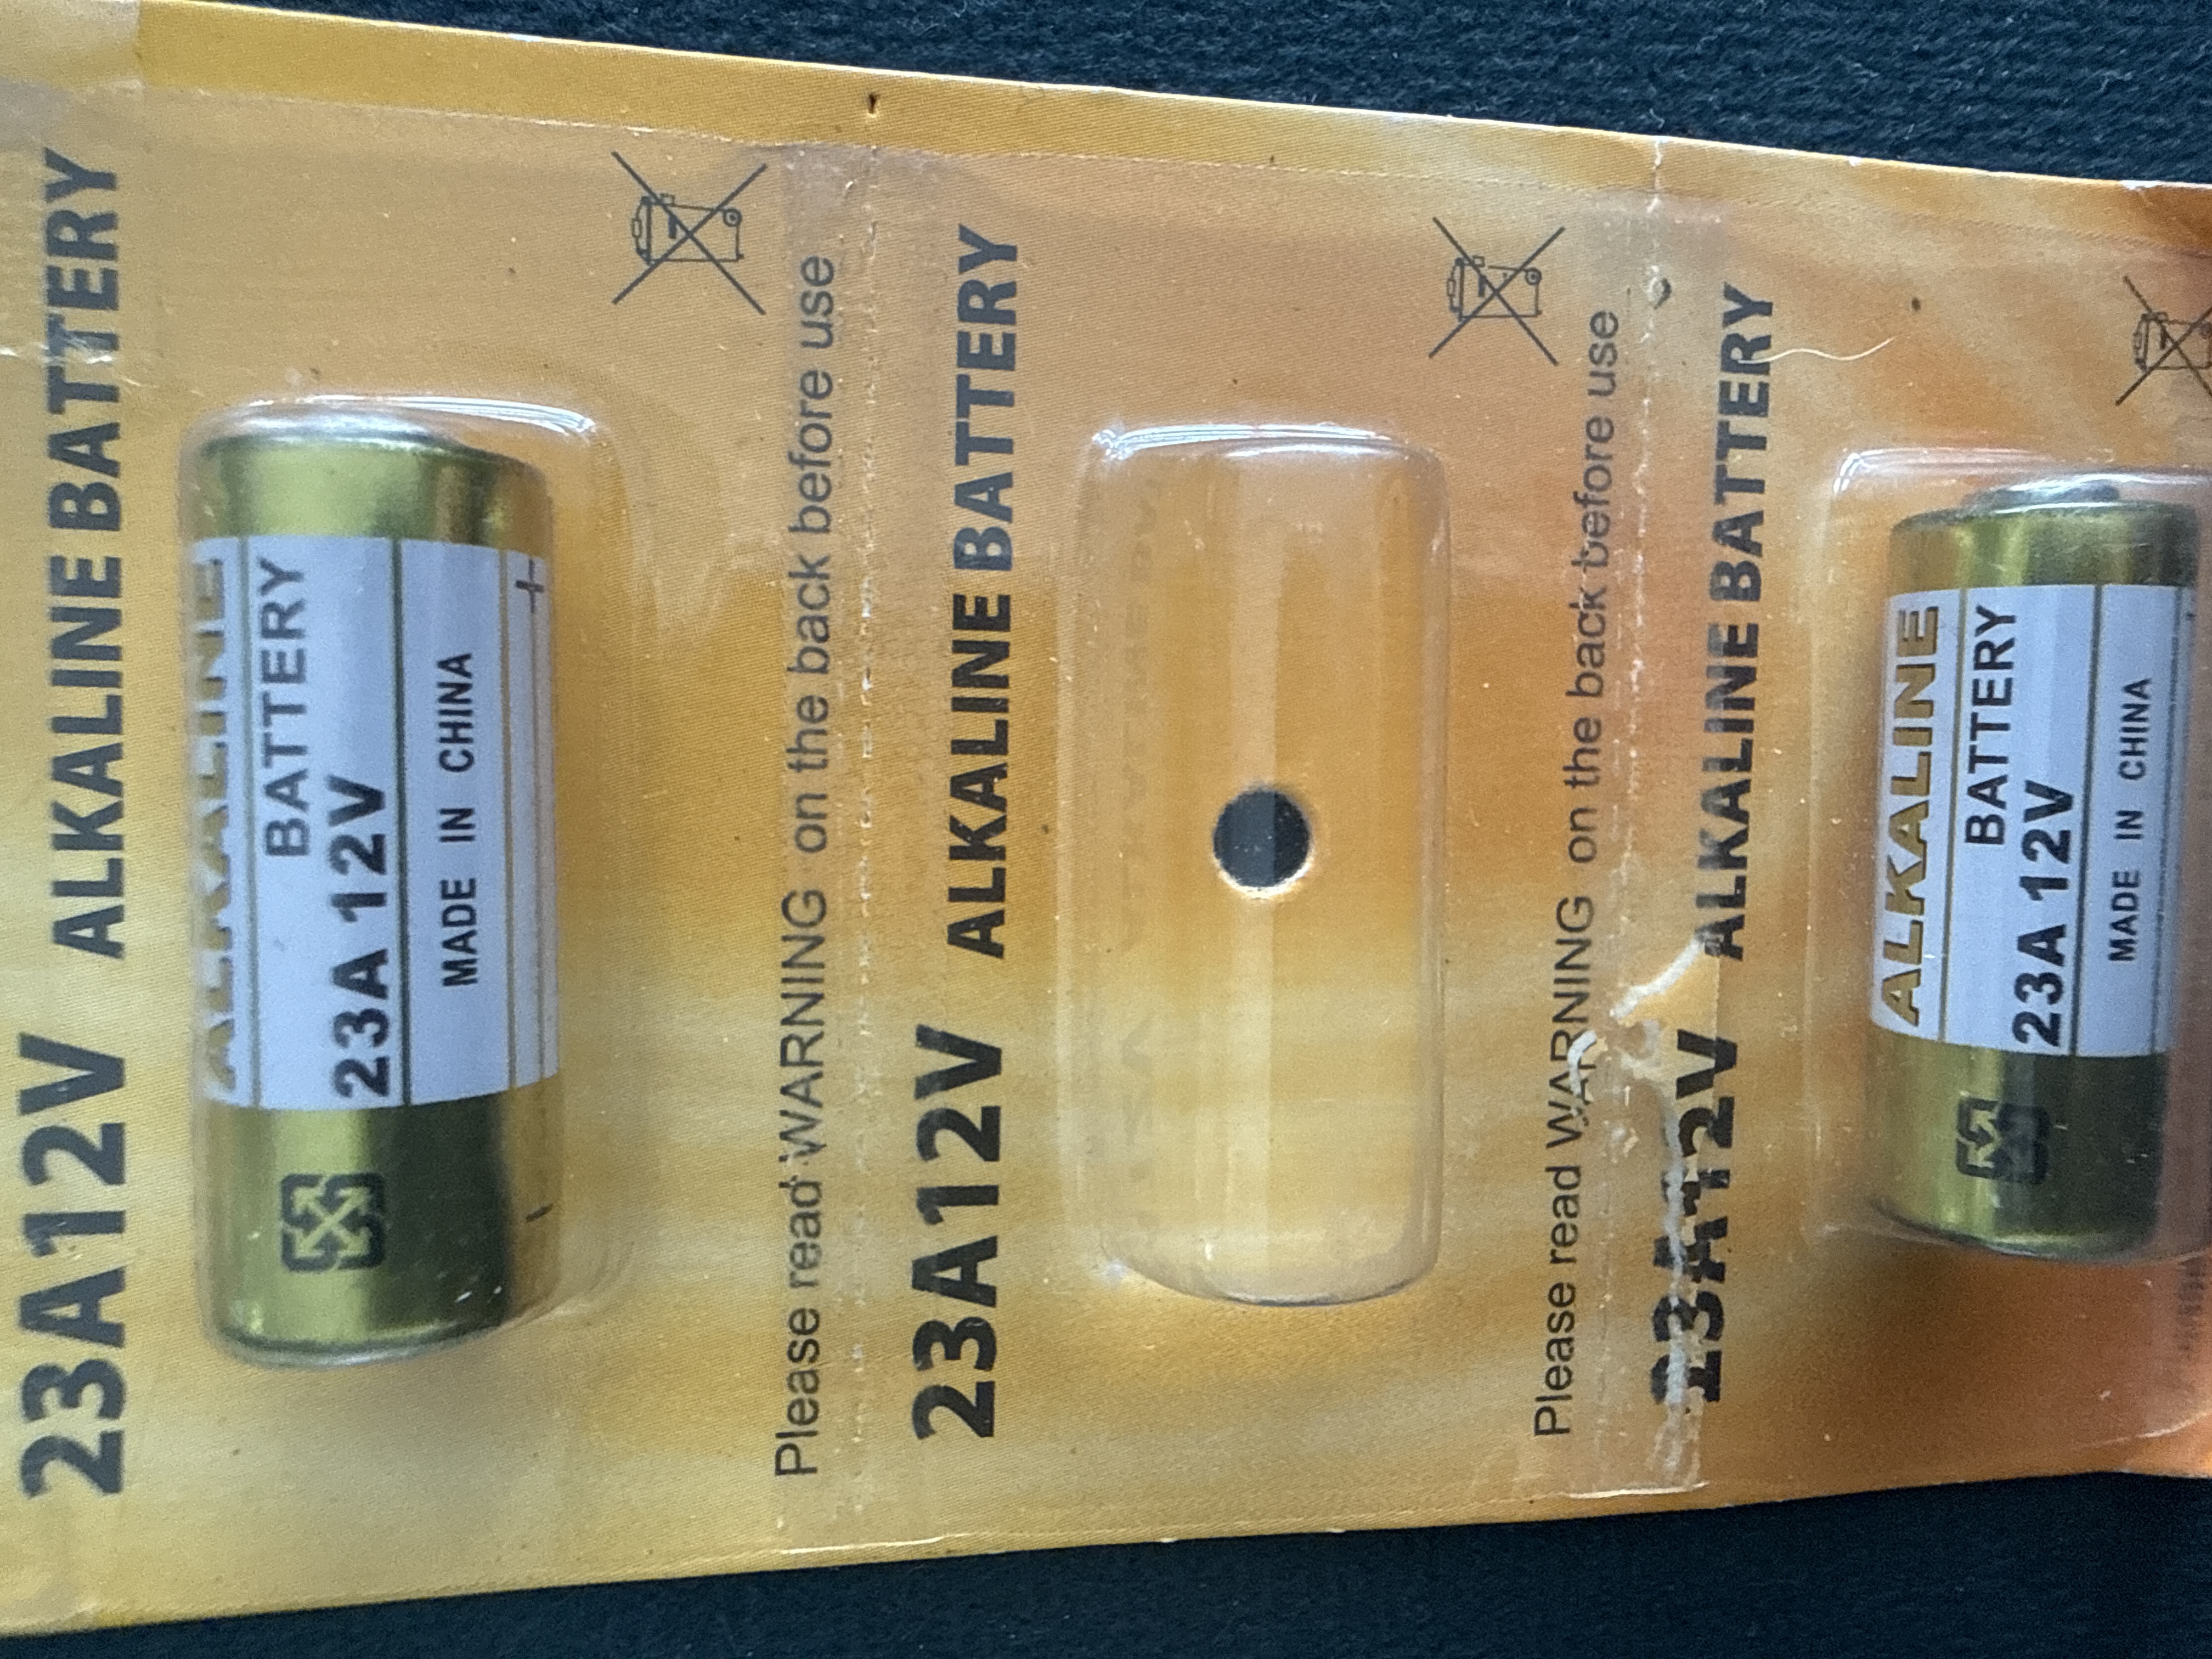 23A12V ALKALINE BATTERY
ALKALINE
BATTERY
23A 12V
MADE IN CHINA
+
-
Please read WARNING on the back before use
23A12V ALKALINE BATTERY
Please read WARNING on the back before use
23A12V ALKALINE BATTERY
ALKALINE
BATTERY
23A 12V
MADE IN CHINA